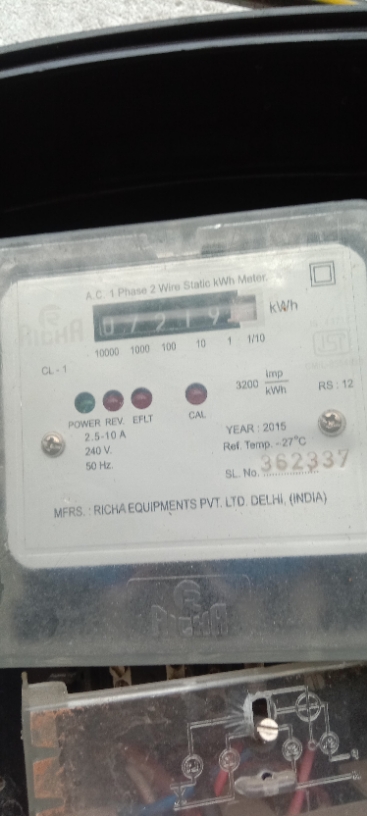 A.C. 1 Phase 2 Wire Static kWh Meter
07219 kWh
10000 1000 100 10 1 1/10
CL - 1
3200 Imp/kWh
RS : 12
POWER REV. EFLT CAL
2.5-10 A
240 V.
50 Hz.
YEAR : 2015
Ref. Temp. - 27°C
SL. No. 362337
MFRS. : RICHA EQUIPMENTS PVT. LTD. DELHI, (INDIA)
RICHA